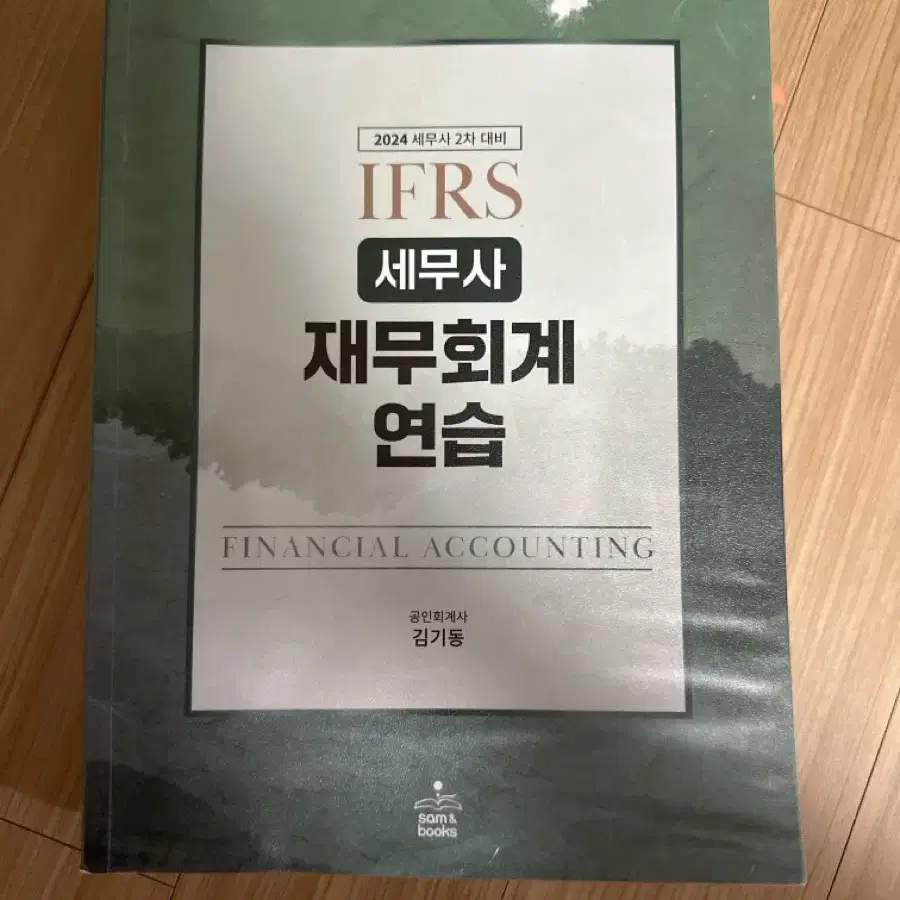 2024 세무사 2차 대비
IFRS
세무사
재무회계
연습
FINANCIAL ACCOUNTING
공인회계사
김기동
sam &
books